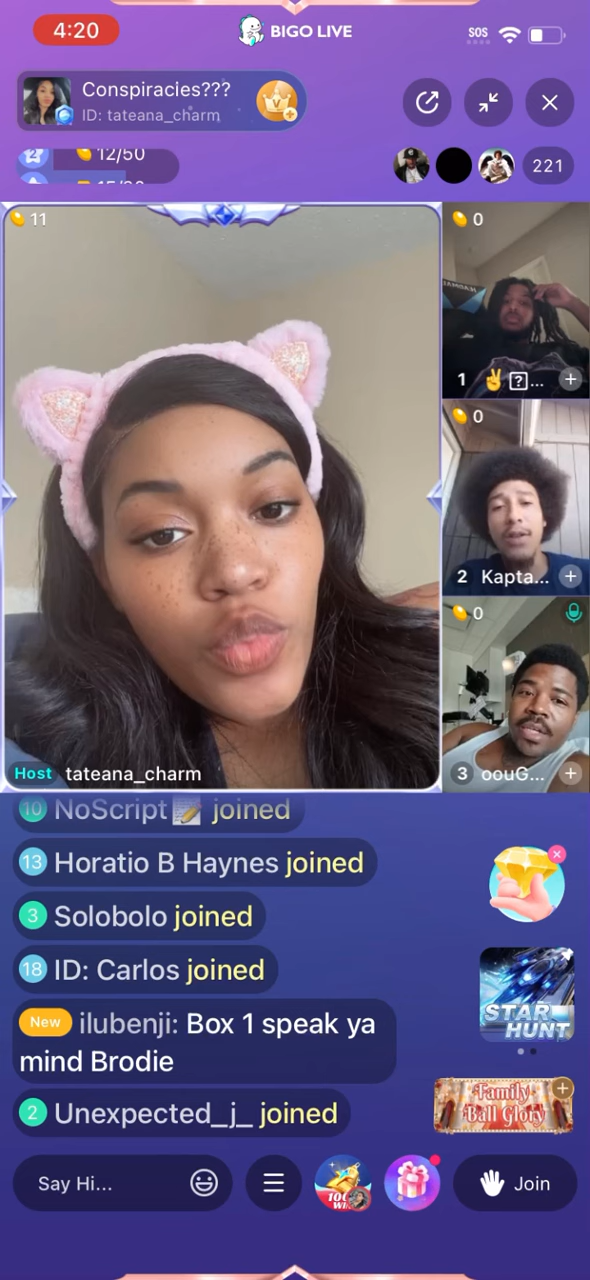 4:20
BIGO LIVE
SOS
Conspiracies???
ID: tateana_charm
V
2
12/50
221
11
0
1 ✌️ ...
0
2 Kapta...
0
3 oouG...
Host tateana_charm
10 NoScript📝 joined
13 Horatio B Haynes joined
3 Solobolo joined
18 ID: Carlos joined
New ilubenji: Box 1 speak ya
mind Brodie
2 Unexpected_j_ joined
STAR
HUNT
Family
Ball Glory
Say Hi...
Join